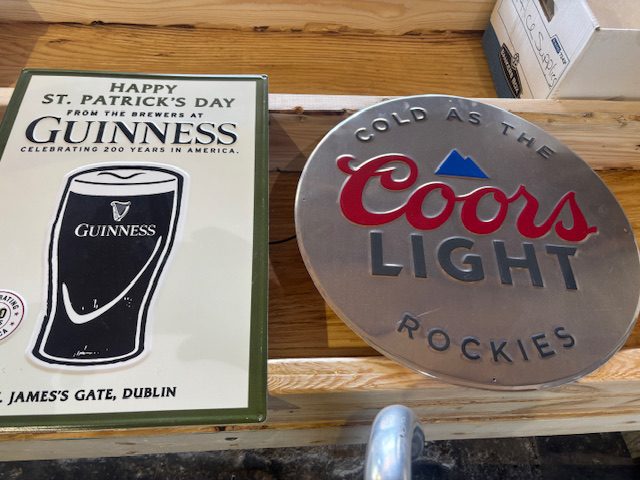 HAPPY
ST. PATRICK'S DAY
FROM THE BREWERS AT
GUINNESS
CELEBRATING 200 YEARS IN AMERICA.
GUINNESS
JAMES'S GATE, DUBLIN
COLD AS THE
Coors
LIGHT
ROCKIES